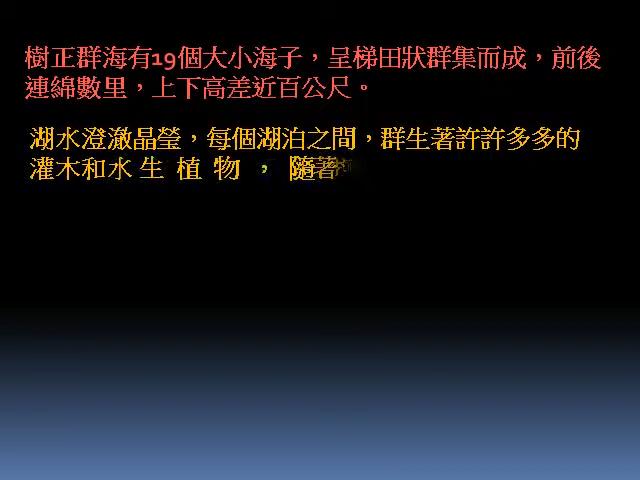 樹正群海有19個大小海子，呈梯田狀群集而成，前後
連綿數里，上下高差近百公尺。
湖水澄澈晶瑩，每個湖泊之間，群生著許許多多的
灌木和水生植物，隨著